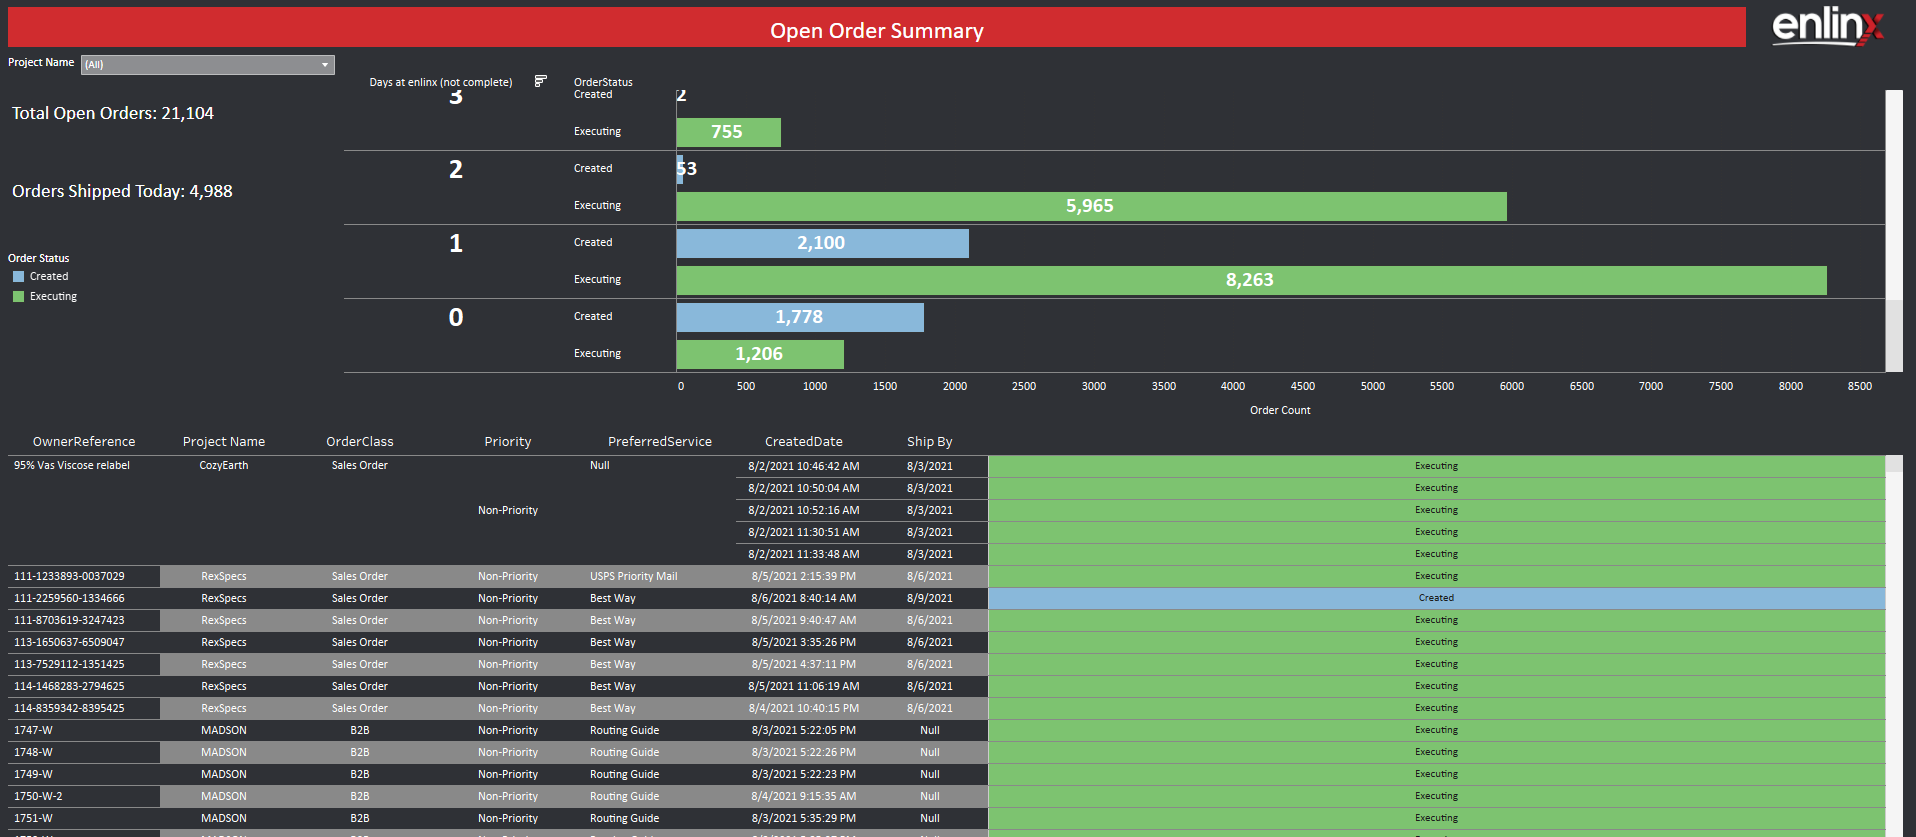 Open Order Summary
enlinx
Project Name (All)
Days at enlinx (not complete) OrderStatus
Total Open Orders: 21,104
Orders Shipped Today: 4,988
Order Status
Created
Executing
3 Created 2
Executing 755
2 Created 53
Executing 5,965
1 Created 2,100
Executing 8,263
0 Created 1,778
Executing 1,206
0 500 1000 1500 2000 2500 3000 3500 4000 4500 5000 5500 6000 6500 7000 7500 8000 8500
Order Count
OwnerReference Project Name OrderClass Priority PreferredService CreatedDate Ship By
95% Vas Viscose relabel CozyEarth Sales Order Null 8/2/2021 10:46:42 AM 8/3/2021 Executing
8/2/2021 10:50:04 AM 8/3/2021 Executing
Non-Priority 8/2/2021 10:52:16 AM 8/3/2021 Executing
8/2/2021 11:30:51 AM 8/3/2021 Executing
8/2/2021 11:33:48 AM 8/3/2021 Executing
111-1233893-0037029 RexSpecs Sales Order Non-Priority USPS Priority Mail 8/5/2021 2:15:39 PM 8/6/2021 Executing
111-2259560-1334666 RexSpecs Sales Order Non-Priority Best Way 8/6/2021 8:40:14 AM 8/9/2021 Created
111-8703619-3247423 RexSpecs Sales Order Non-Priority Best Way 8/5/2021 9:40:47 AM 8/6/2021 Executing
113-1650637-6509047 RexSpecs Sales Order Non-Priority Best Way 8/5/2021 3:35:26 PM 8/6/2021 Executing
113-7529112-1351425 RexSpecs Sales Order Non-Priority Best Way 8/5/2021 4:37:11 PM 8/6/2021 Executing
114-1468283-2794625 RexSpecs Sales Order Non-Priority Best Way 8/5/2021 11:06:19 AM 8/6/2021 Executing
114-8359342-8395425 RexSpecs Sales Order Non-Priority Best Way 8/4/2021 10:40:15 PM 8/6/2021 Executing
1747-W MADSON B2B Non-Priority Routing Guide 8/3/2021 5:22:05 PM Null Executing
1748-W MADSON B2B Non-Priority Routing Guide 8/3/2021 5:22:26 PM Null Executing
1749-W MADSON B2B Non-Priority Routing Guide 8/3/2021 5:22:23 PM Null Executing
1750-W-2 MADSON B2B Non-Priority Routing Guide 8/4/2021 9:15:35 AM Null Executing
1751-W MADSON B2B Non-Priority Routing Guide 8/3/2021 5:35:29 PM Null Executing